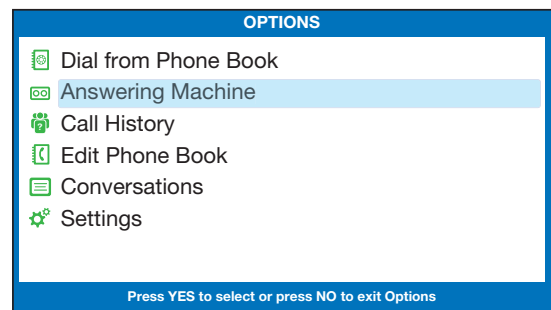 OPTIONS
Dial from Phone Book
Answering Machine
Call History
Edit Phone Book
Conversations
Settings
Press YES to select or press NO to exit Options